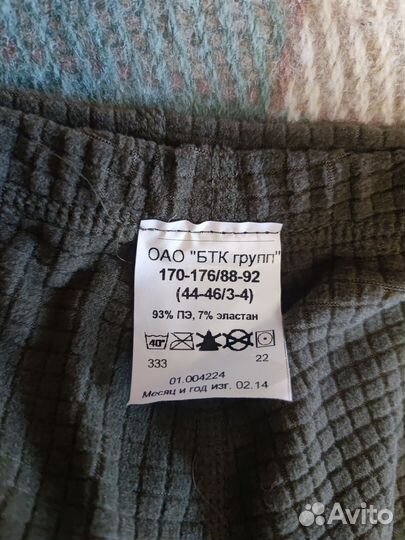 ОАО "БТК групп"
170-176/88-92
(44-46/3-4)
93% ПЭ, 7% эластан
40°
333 22
01.004224
Месяц и год изг. 02.14
Avito